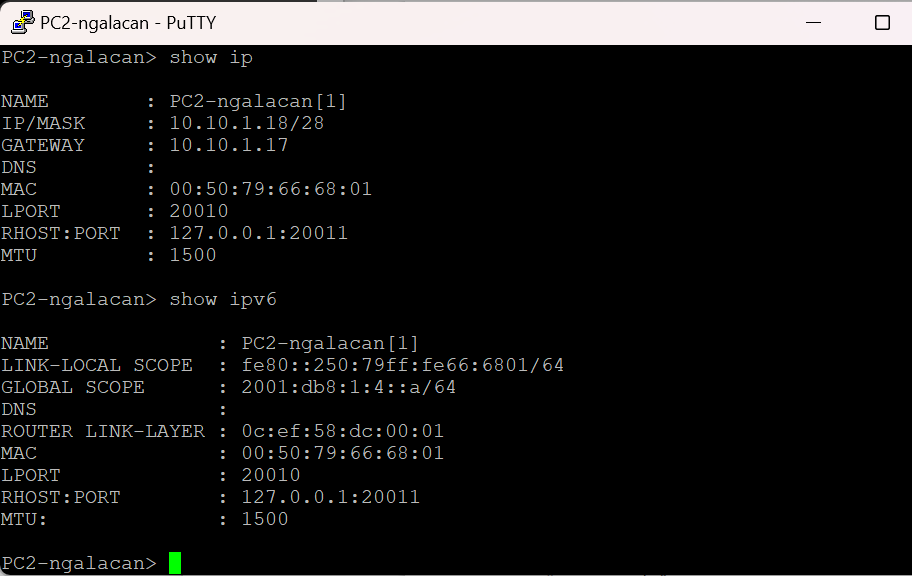 PC2-ngalacan - PuTTY
PC2-ngalacan> show ip
NAME : PC2-ngalacan[1]
IP/MASK : 10.10.1.18/28
GATEWAY : 10.10.1.17
DNS :
MAC : 00:50:79:66:68:01
LPORT : 20010
RHOST:PORT : 127.0.0.1:20011
MTU : 1500
PC2-ngalacan> show ipv6
NAME : PC2-ngalacan[1]
LINK-LOCAL SCOPE : fe80::250:79ff:fe66:6801/64
GLOBAL SCOPE : 2001:db8:1:4::a/64
DNS :
ROUTER LINK-LAYER : 0c:ef:58:dc:00:01
MAC : 00:50:79:66:68:01
LPORT : 20010
RHOST:PORT : 127.0.0.1:20011
MTU: : 1500
PC2-ngalacan>